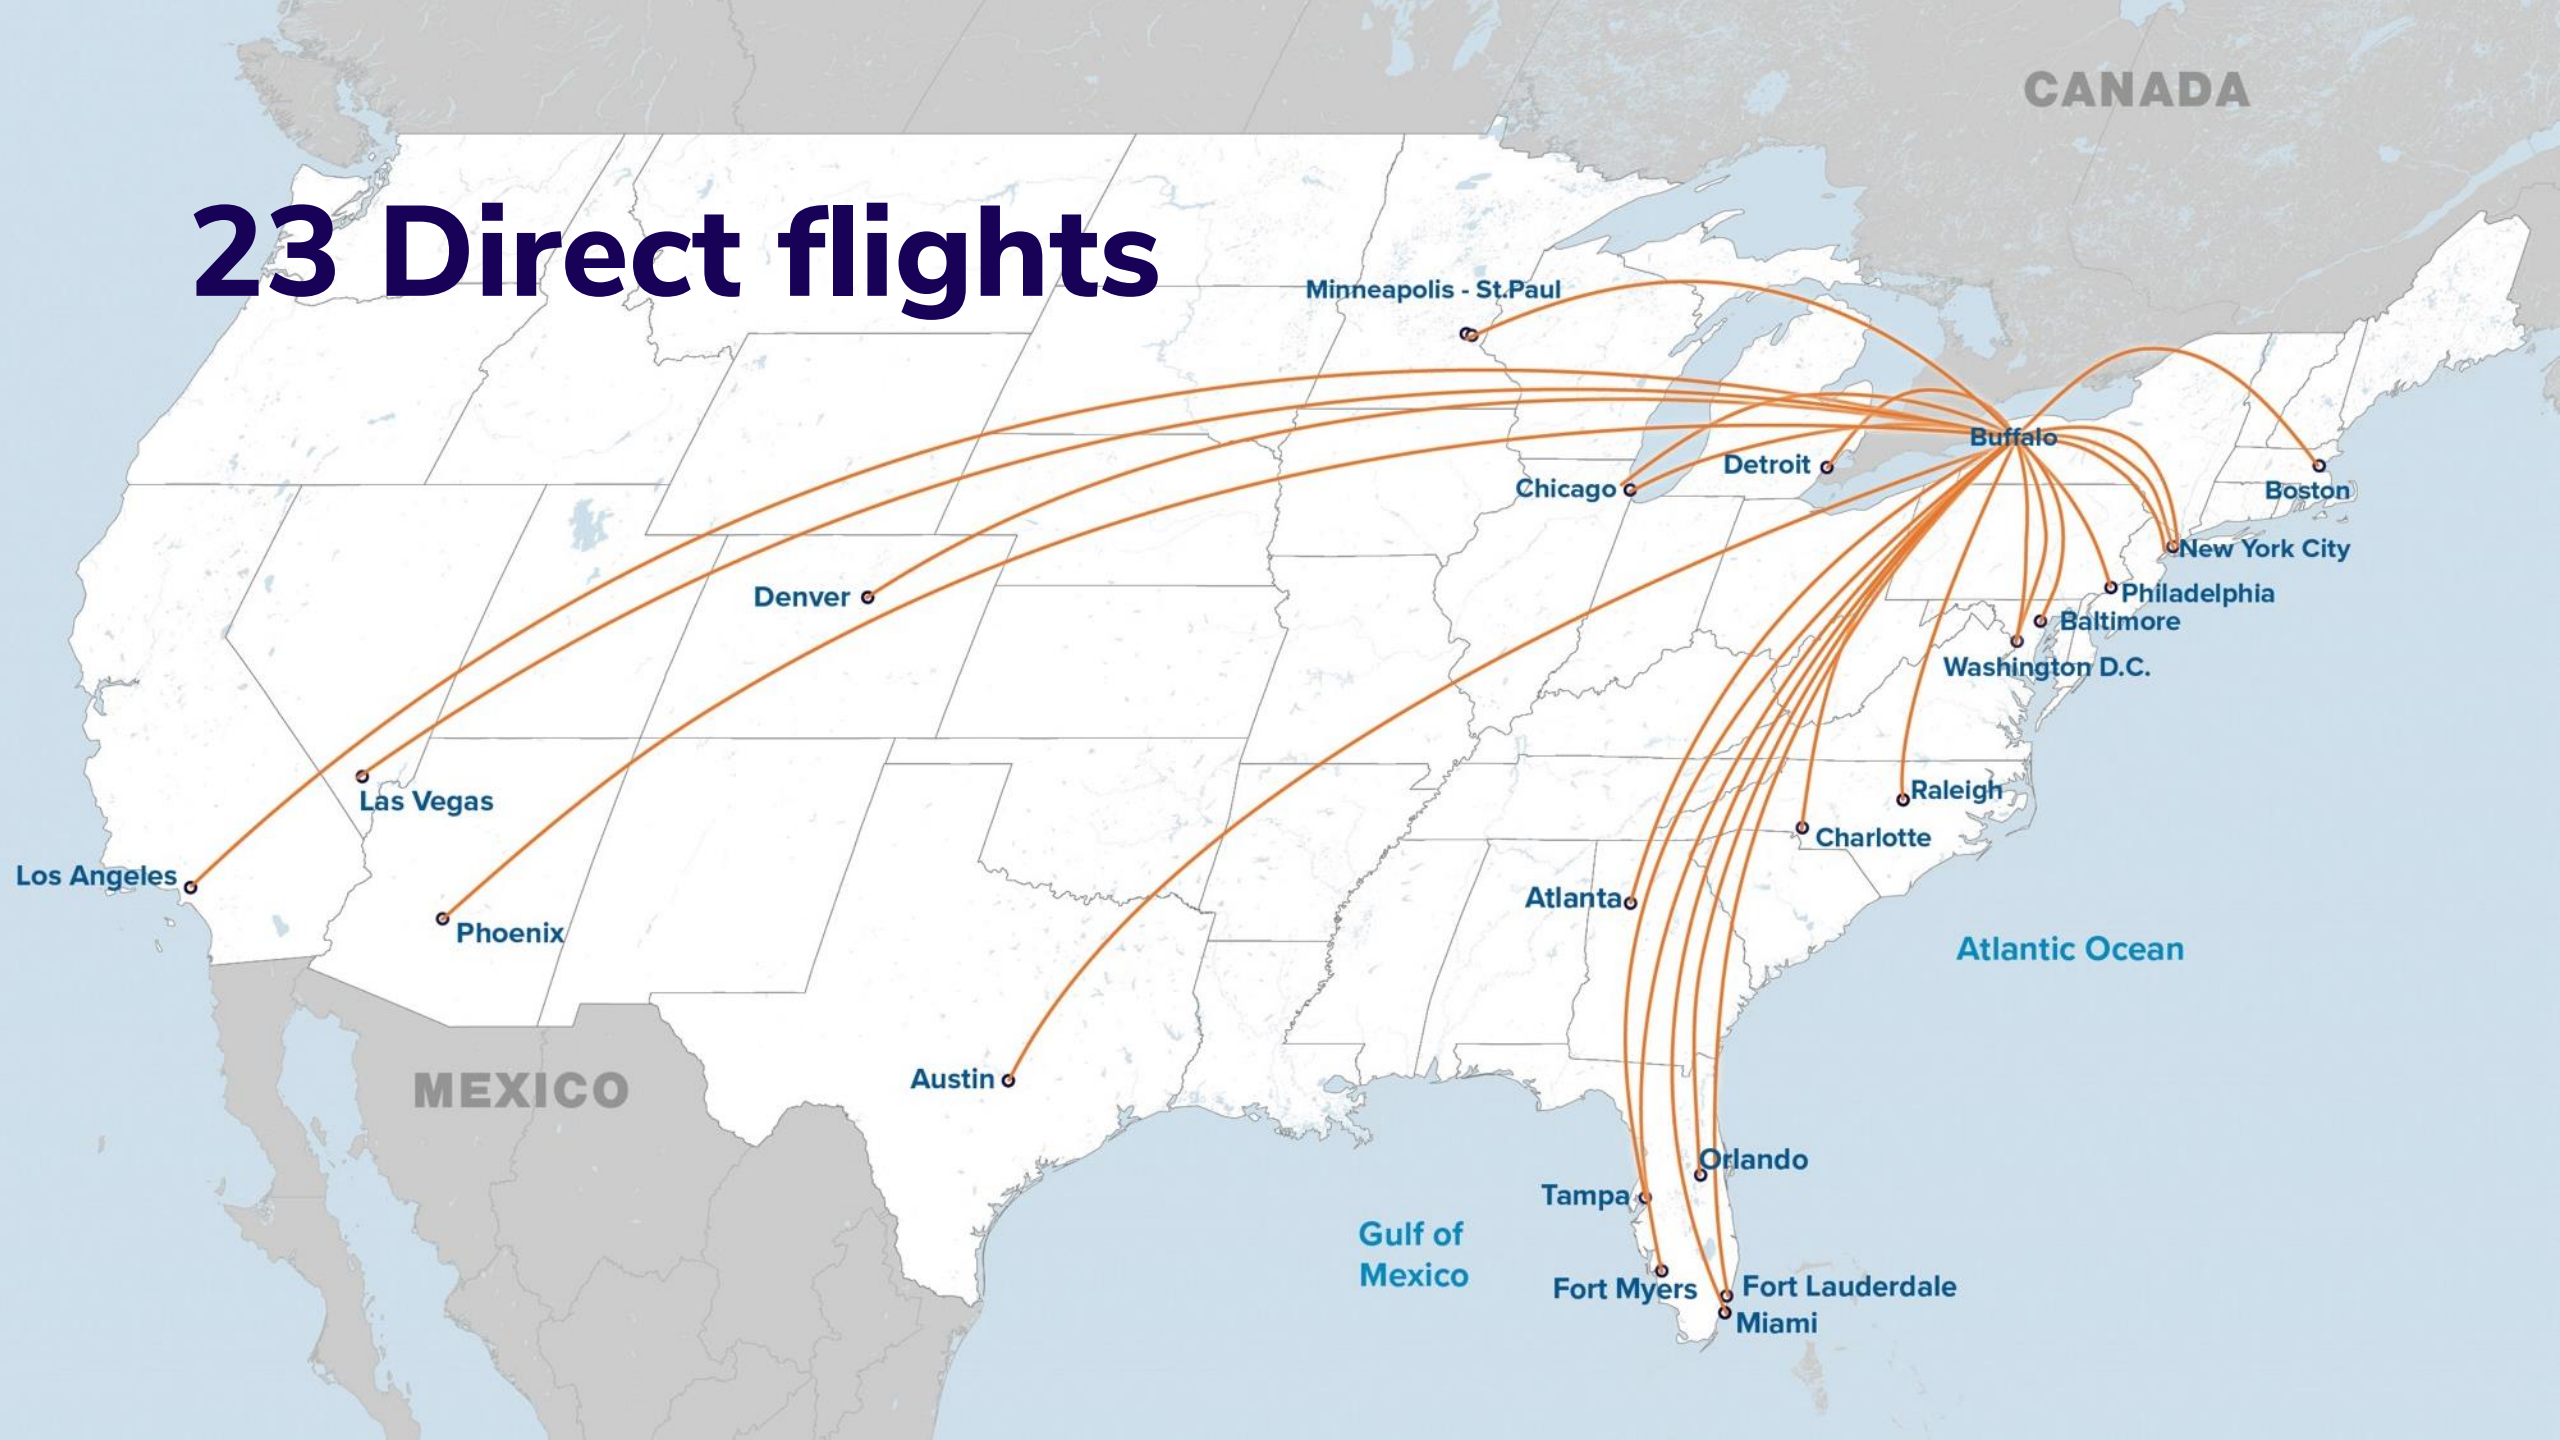 CANADA
23 Direct flights
Minneapolis - St.Paul
Buffalo
Detroit
Chicago
Boston
New York City
Denver
Philadelphia
Baltimore
Washington D.C.
Las Vegas
Raleigh
Charlotte
Los Angeles
Atlanta
Phoenix
Atlantic Ocean
Austin
MEXICO
Orlando
Tampa
Gulf of
Mexico
Fort Myers
Fort Lauderdale
Miami